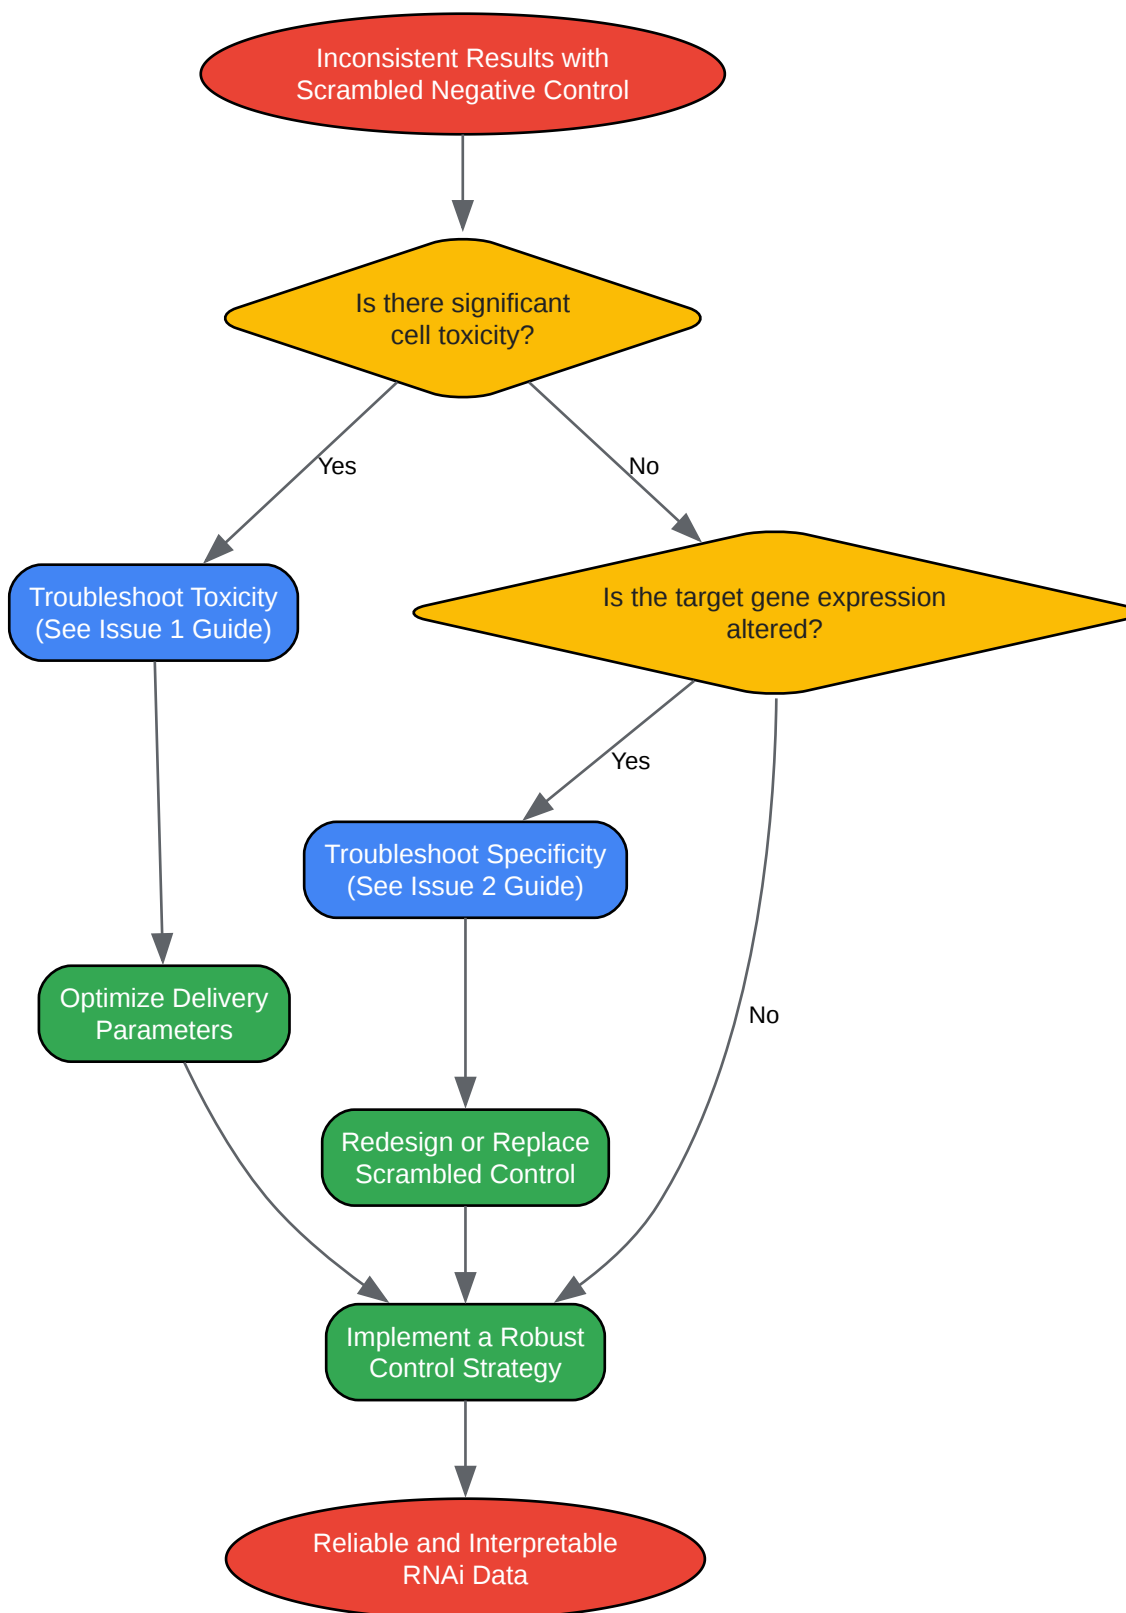 Inconsistent Results with
Scrambled Negative Control
Is there significant
cell toxicity?
Yes
No
Troubleshoot Toxicity
(See Issue 1 Guide)
Is the target gene expression
altered?
Yes
Troubleshoot Specificity
(See Issue 2 Guide)
Optimize Delivery
Parameters
No
Redesign or Replace
Scrambled Control
Implement a Robust
Control Strategy
Reliable and Interpretable
RNAi Data